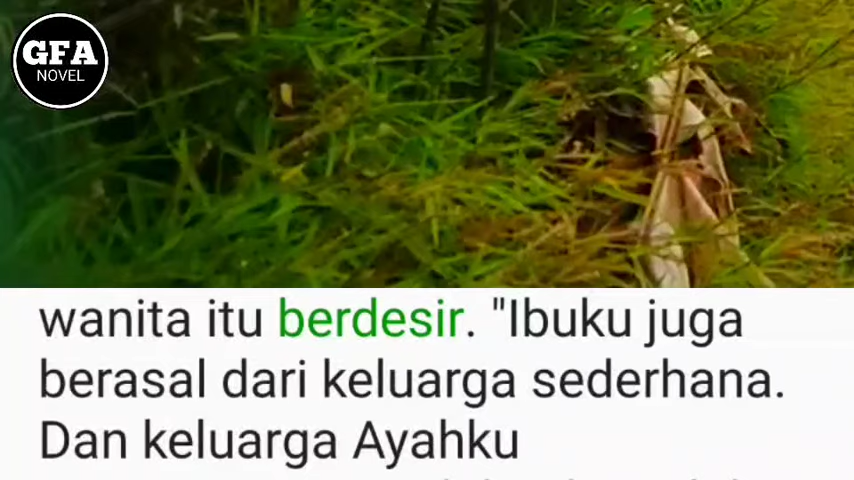 GFA
NOVEL
wanita itu berdesir. "Ibuku juga
berasal dari keluarga sederhana.
Dan keluarga Ayahku